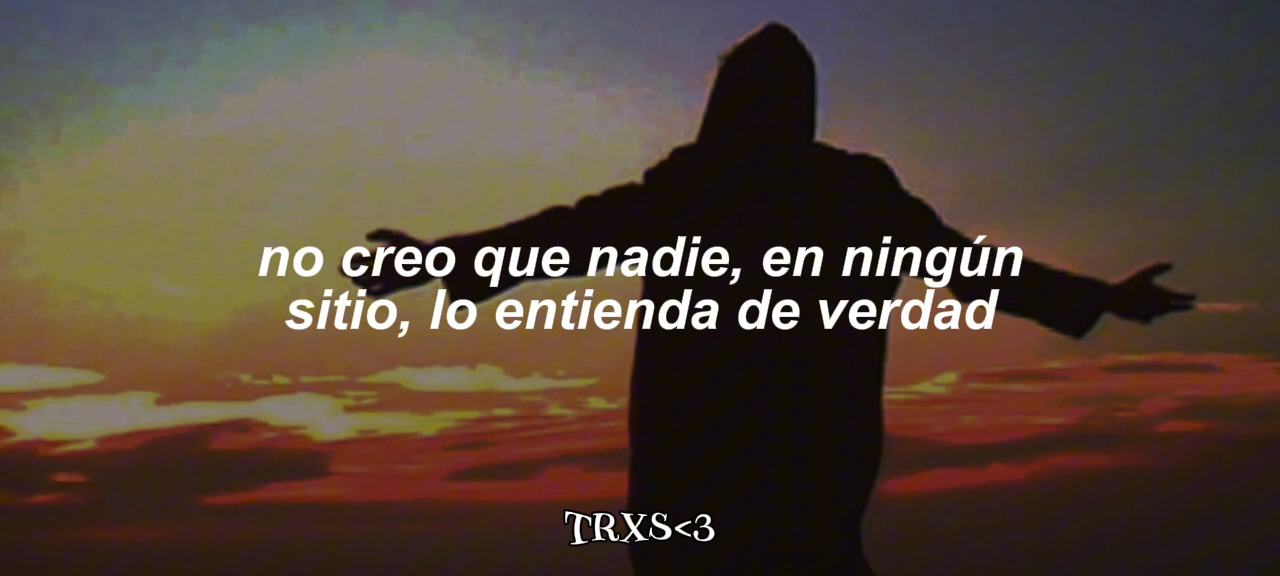 no creo que nadie, en ningún
sitio, lo entienda de verdad
TRXS<3